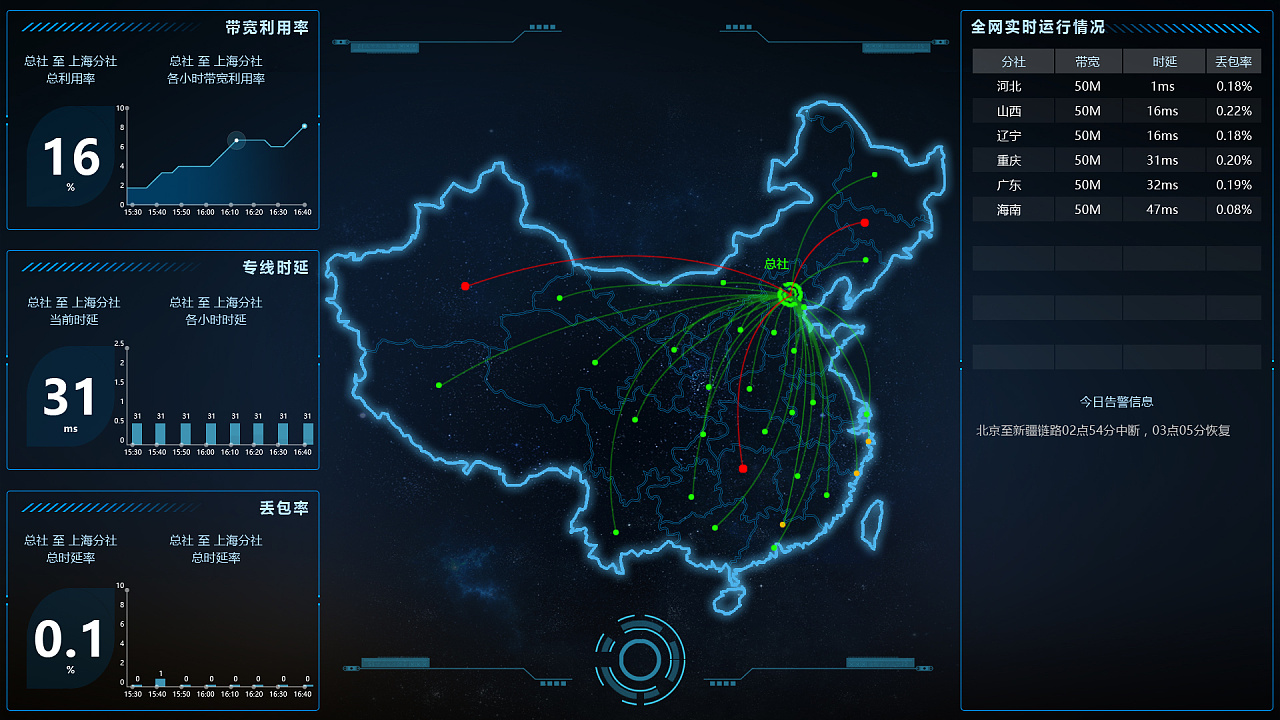 带宽利用率
总社 至 上海分社
总利用率
总社 至 上海分社
各小时带宽利用率
16
%
10
8
6
4
2
0
15:30 15:40 15:50 16:00 16:10 16:20 16:30 16:40
专线时延
总社 至 上海分社
当前时延
总社 至 上海分社
各小时时延
31
ms
2.5
2
1.5
1
0.5
0
31 31 31 31 31 31 31 31
15:30 15:40 15:50 16:00 16:10 16:20 16:30 16:40
丢包率
总社 至 上海分社
总时延率
总社 至 上海分社
总时延率
0.1
%
10
8
6
4
2
0
0 1 0 0 0 0 0 0
15:30 15:40 15:50 16:00 16:10 16:20 16:30 16:40
总社
全网实时运行情况
分社 带宽 时延 丢包率
河北 50M 1ms 0.18%
山西 50M 16ms 0.22%
辽宁 50M 16ms 0.18%
重庆 50M 31ms 0.20%
广东 50M 32ms 0.19%
海南 50M 47ms 0.08%
今日告警信息
北京至新疆链路02点54分中断，03点05分恢复